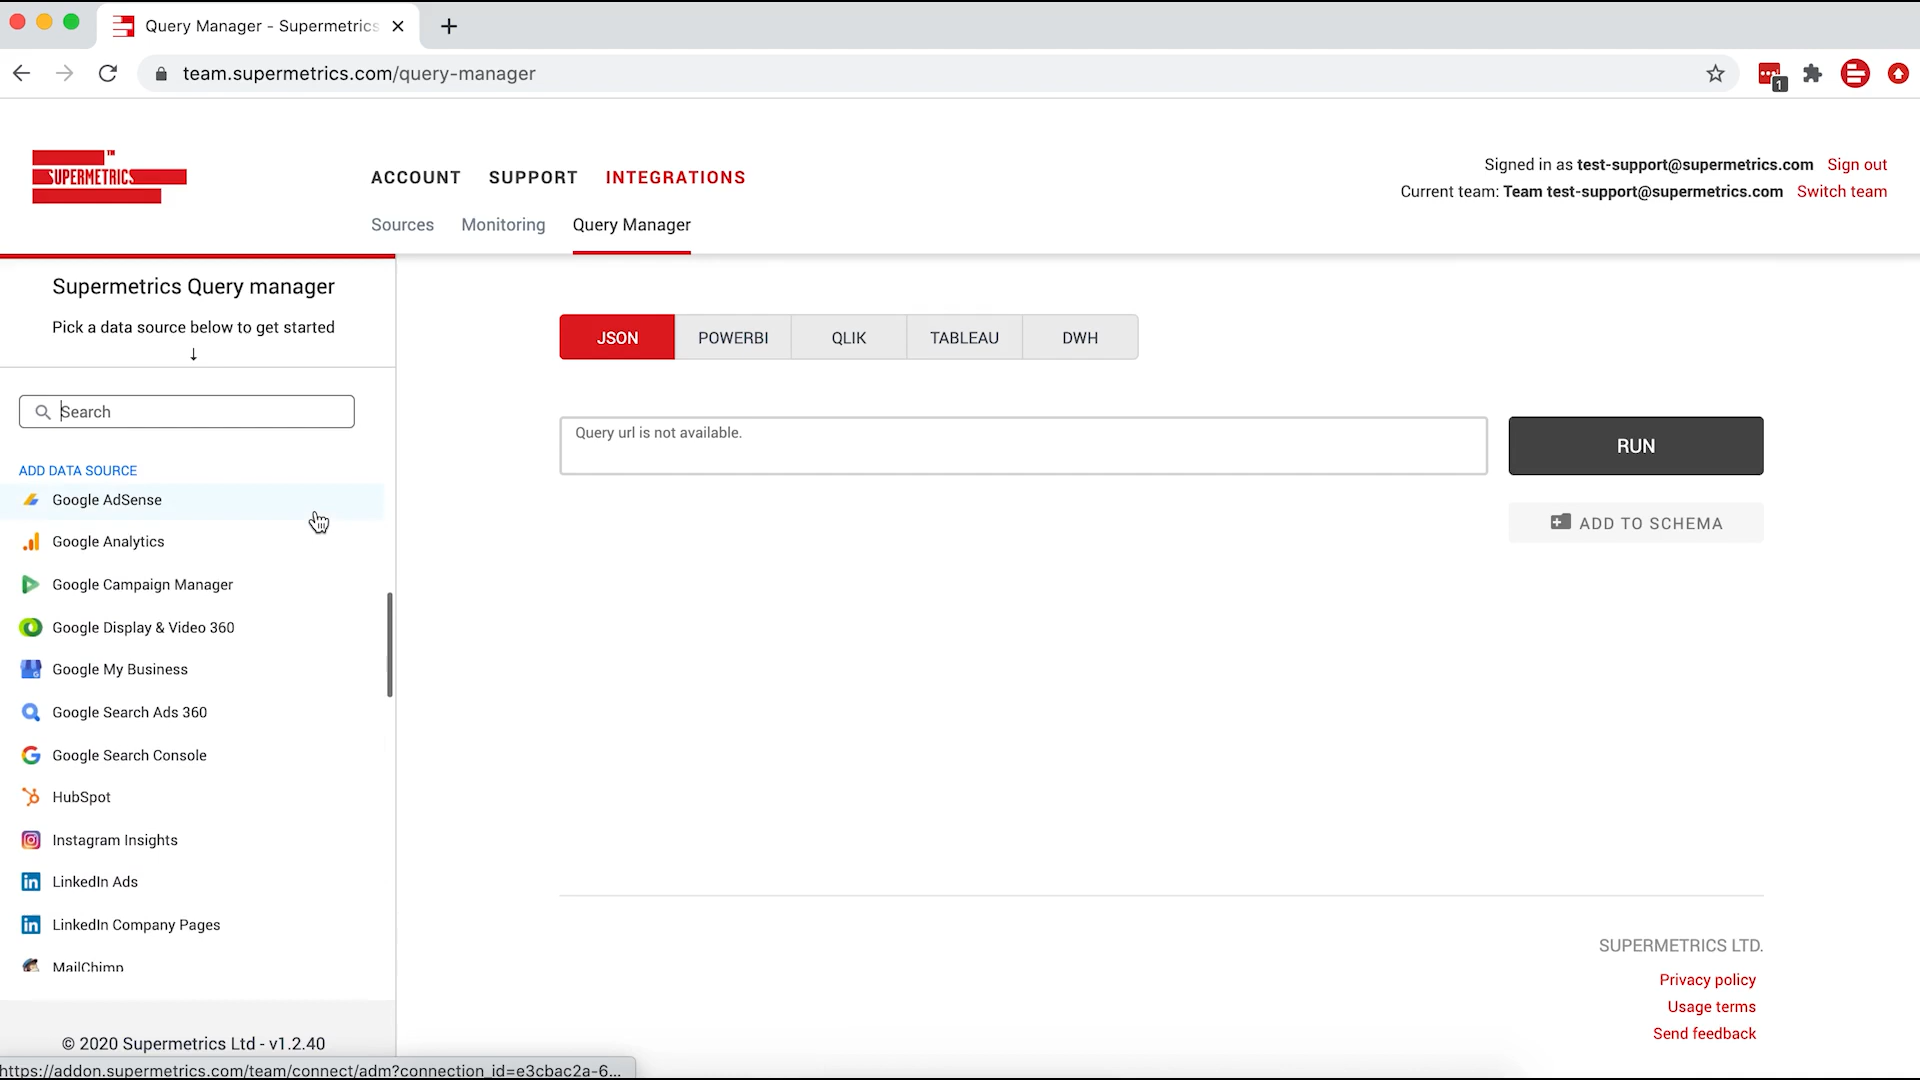 Query Manager - Supermetrics
team.supermetrics.com/query-manager
1
SUPERMETRICS™
ACCOUNT SUPPORT INTEGRATIONS
Signed in as test-support@supermetrics.com Sign out
Current team: Team test-support@supermetrics.com Switch team
Sources Monitoring Query Manager
Supermetrics Query manager
Pick a data source below to get started
↓
Search
ADD DATA SOURCE
Google AdSense
Google Analytics
Google Campaign Manager
Google Display & Video 360
Google My Business
Google Search Ads 360
Google Search Console
HubSpot
Instagram Insights
LinkedIn Ads
LinkedIn Company Pages
MailChimp
© 2020 Supermetrics Ltd - v1.2.40
https://addon.supermetrics.com/team/connect/adm?connection_id=e3cbac2a-6...
JSON POWERBI QLIK TABLEAU DWH
Query url is not available.
RUN
ADD TO SCHEMA
SUPERMETRICS LTD.
Privacy policy
Usage terms
Send feedback